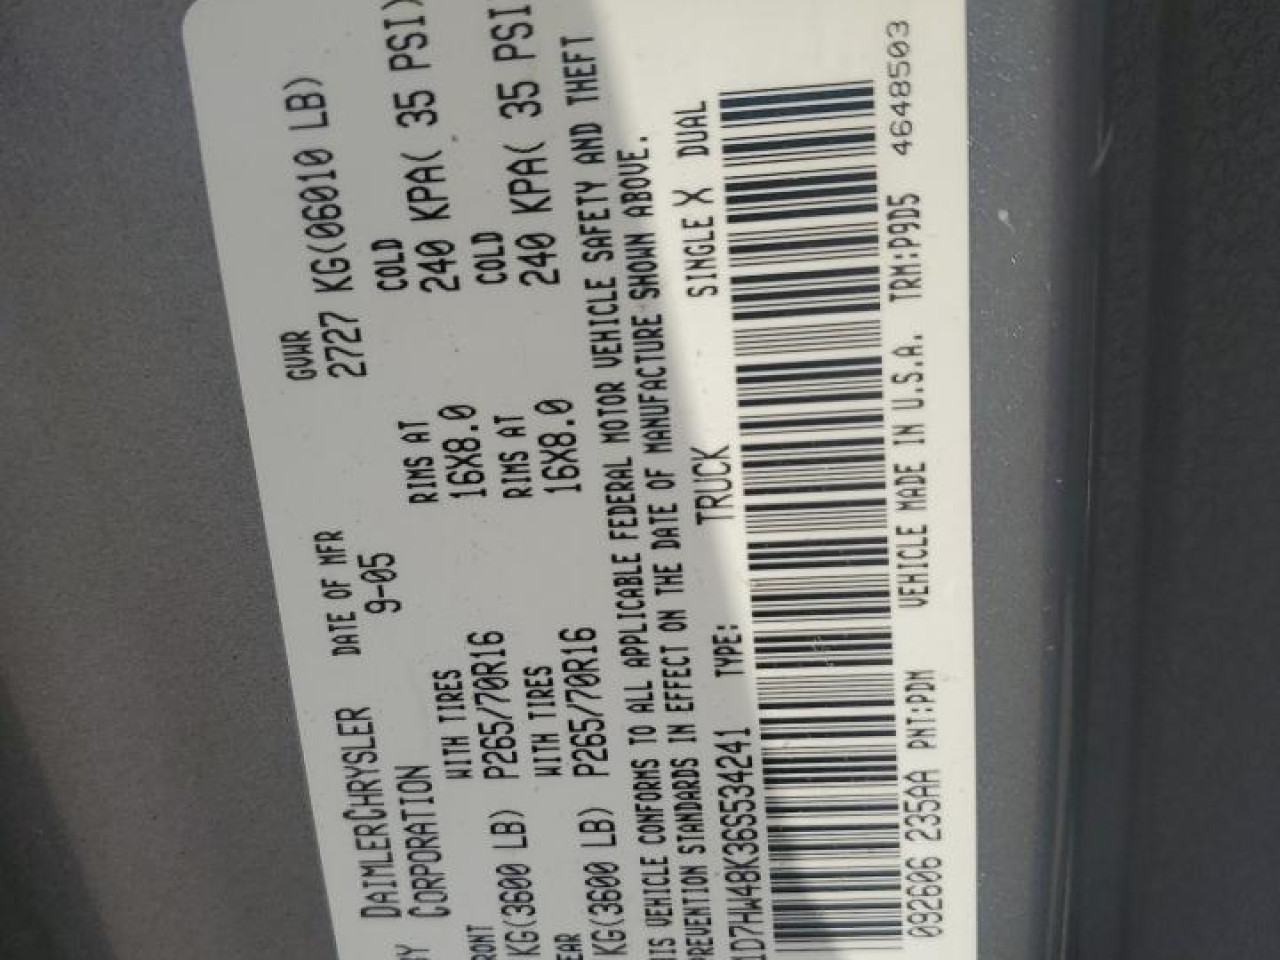 GVWR
DATE OF MFR
2727 KG(06010 LB)
DAIMLERCHRYSLER 9-05
CORPORATION
COLD
RIMS AT 240 KPA( 35 PSI)
WITH TIRES 16X8.0
KG(3600 LB) P265/70R16
COLD
RIMS AT 240 KPA( 35 PSI
WITH TIRES 16X8.0
KG(3600 LB) P265/70R16
VEHICLE CONFORMS TO ALL APPLICABLE FEDERAL MOTOR VEHICLE SAFETY AND THEFT
PREVENTION STANDARDS IN EFFECT ON THE DATE OF MANUFACTURE SHOWN ABOVE.
1D7HW48K36S534241 TYPE: TRUCK SINGLE X DUAL
092606 235AA PNT:PDM VEHICLE MADE IN U.S.A. TRM:P9D5 4648503